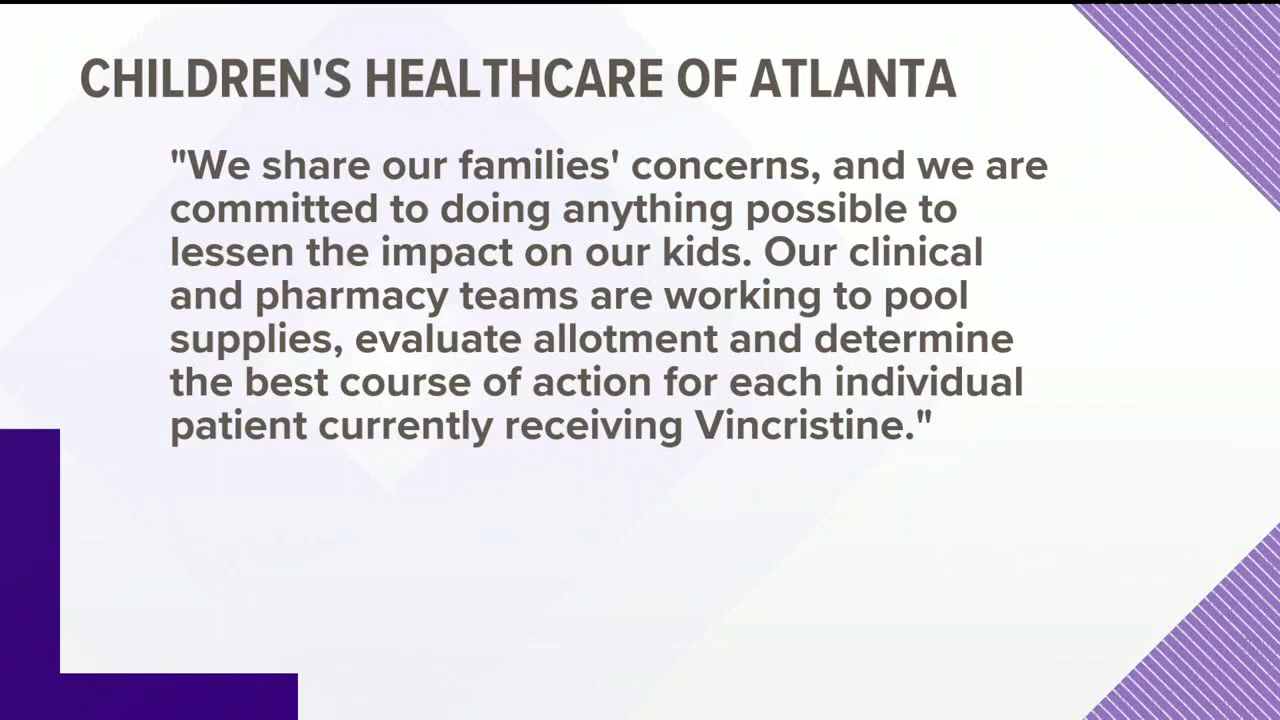 CHILDREN'S HEALTHCARE OF ATLANTA
"We share our families' concerns, and we are
committed to doing anything possible to
lessen the impact on our kids. Our clinical
and pharmacy teams are working to pool
supplies, evaluate allotment and determine
the best course of action for each individual
patient currently receiving Vincristine."